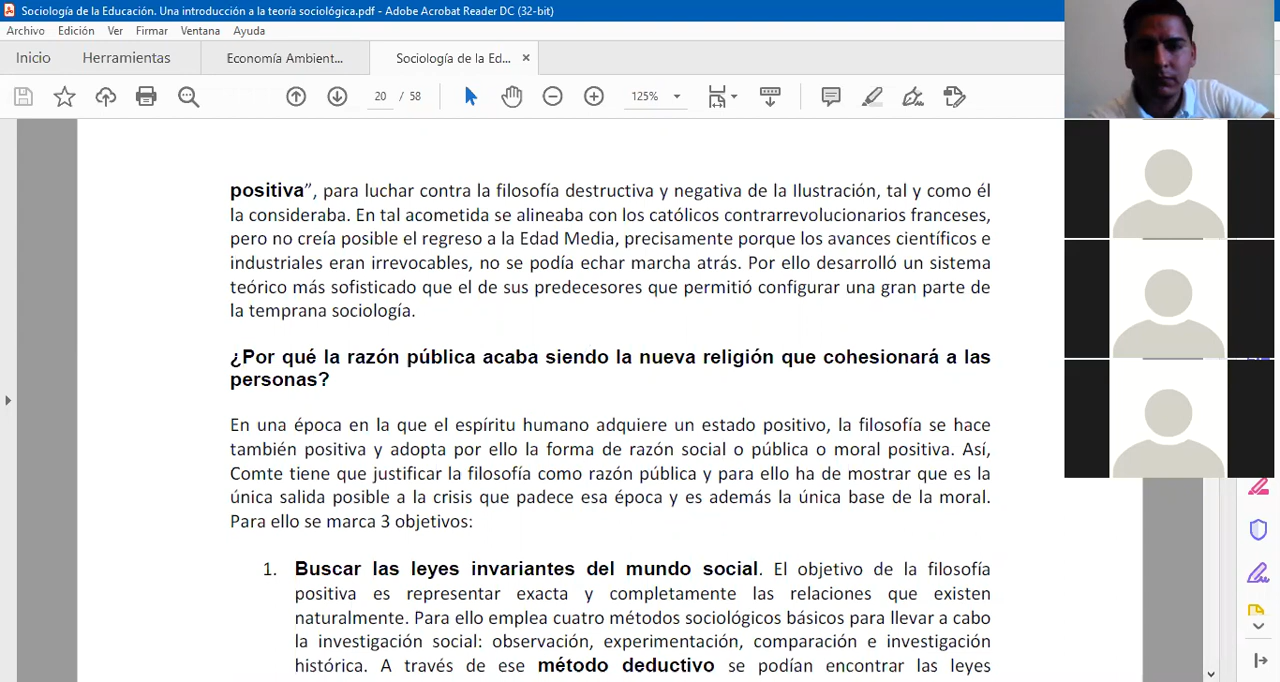 Sociología de la Educación. Una introducción a la teoría sociológica.pdf - Adobe Acrobat Reader DC (32-bit)
Archivo Edición Ver Firmar Ventana Ayuda
Inicio Herramientas Economía Ambient... Sociología de la Ed... ×
20 / 58 125%
positiva”, para luchar contra la filosofía destructiva y negativa de la Ilustración, tal y como él
la consideraba. En tal acometida se alineaba con los católicos contrarrevolucionarios franceses,
pero no creía posible el regreso a la Edad Media, precisamente porque los avances científicos e
industriales eran irrevocables, no se podía echar marcha atrás. Por ello desarrolló un sistema
teórico más sofisticado que el de sus predecesores que permitió configurar una gran parte de
la temprana sociología.
¿Por qué la razón pública acaba siendo la nueva religión que cohesionará a las
personas?
En una época en la que el espíritu humano adquiere un estado positivo, la filosofía se hace
también positiva y adopta por ello la forma de razón social o pública o moral positiva. Así,
Comte tiene que justificar la filosofía como razón pública y para ello ha de mostrar que es la
única salida posible a la crisis que padece esa época y es además la única base de la moral.
Para ello se marca 3 objetivos:
1. Buscar las leyes invariantes del mundo social. El objetivo de la filosofía
positiva es representar exacta y completamente las relaciones que existen
naturalmente. Para ello emplea cuatro métodos sociológicos básicos para llevar a cabo
la investigación social: observación, experimentación, comparación e investigación
histórica. A través de ese método deductivo se podían encontrar las leyes